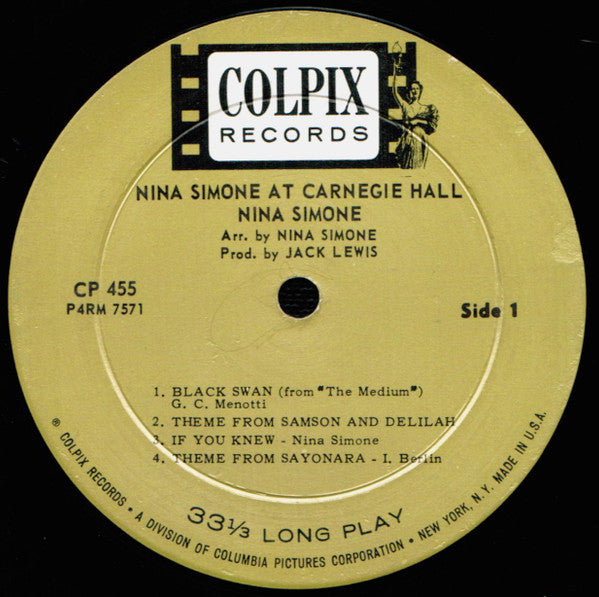 COLPIX
RECORDS
NINA SIMONE AT CARNEGIE HALL
NINA SIMONE
Arr. by NINA SIMONE
Prod. by JACK LEWIS
CP 455
P4RM 7571
Side 1
1. BLACK SWAN (from "The Medium")
G. C. Menotti
2. THEME FROM SAMSON AND DELILAH
3. IF YOU KNEW - Nina Simone
4. THEME FROM SAYONARA - I. Berlin
33⅓ LONG PLAY
® COLPIX RECORDS • A DIVISION OF COLUMBIA PICTURES CORPORATION • NEW YORK, N.Y. MADE IN U.S.A.